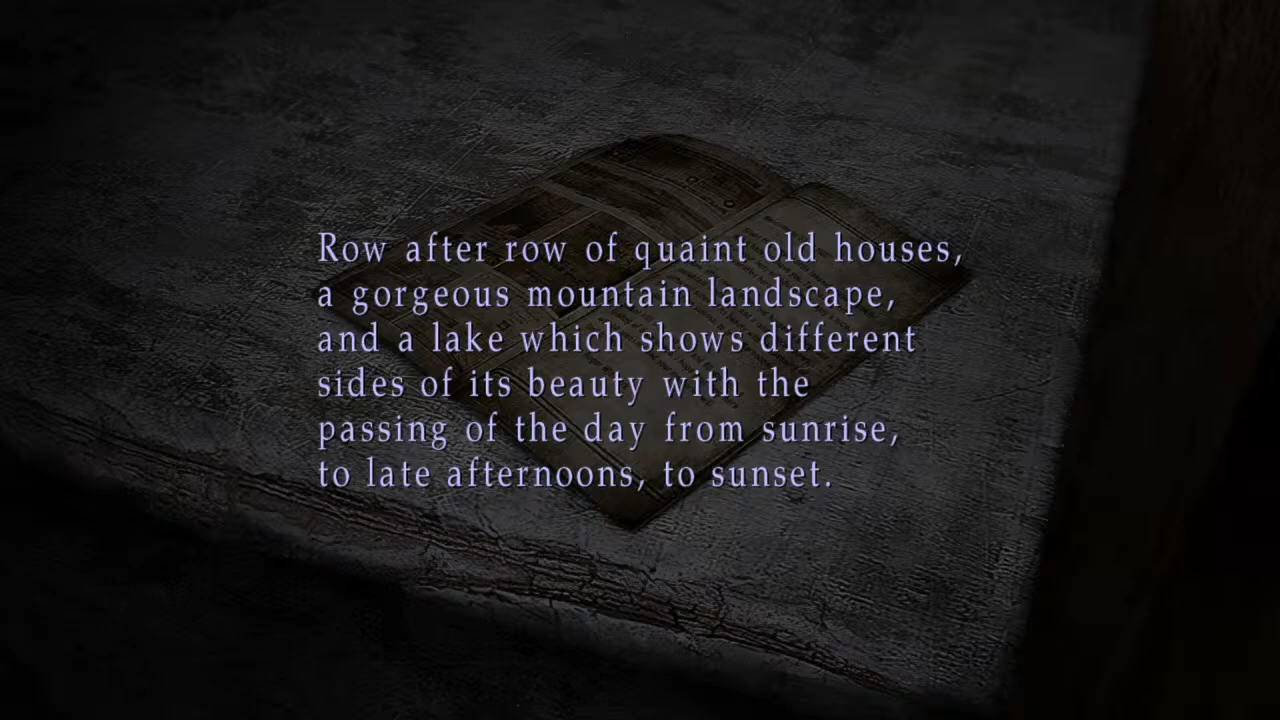 Row after row of quaint old houses,
a gorgeous mountain landscape,
and a lake which shows different
sides of its beauty with the
passing of the day from sunrise,
to late afternoons, to sunset.